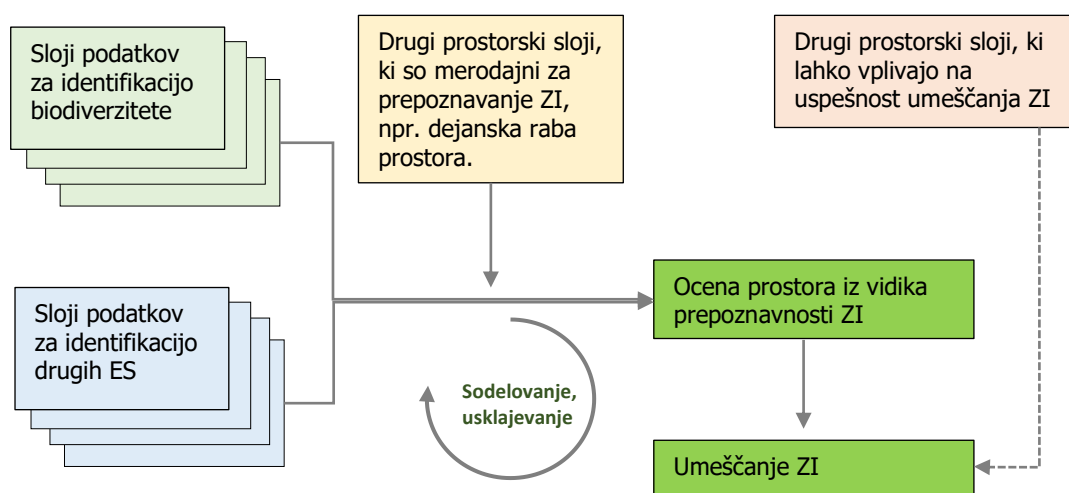 Sloji podatkov
za identifikacijo
biodiverzitete
Drugi prostorski sloji,
ki so merodajni za
prepoznavanje ZI,
npr. dejanska raba
prostora.
Drugi prostorski sloji, ki
lahko vplivajo na
uspešnost umeščanja ZI
Sloji podatkov
za identifikacijo
drugih ES
Ocena prostora iz vidika
prepoznavnosti ZI
Sodelovanje,
usklajevanje
Umeščanje ZI